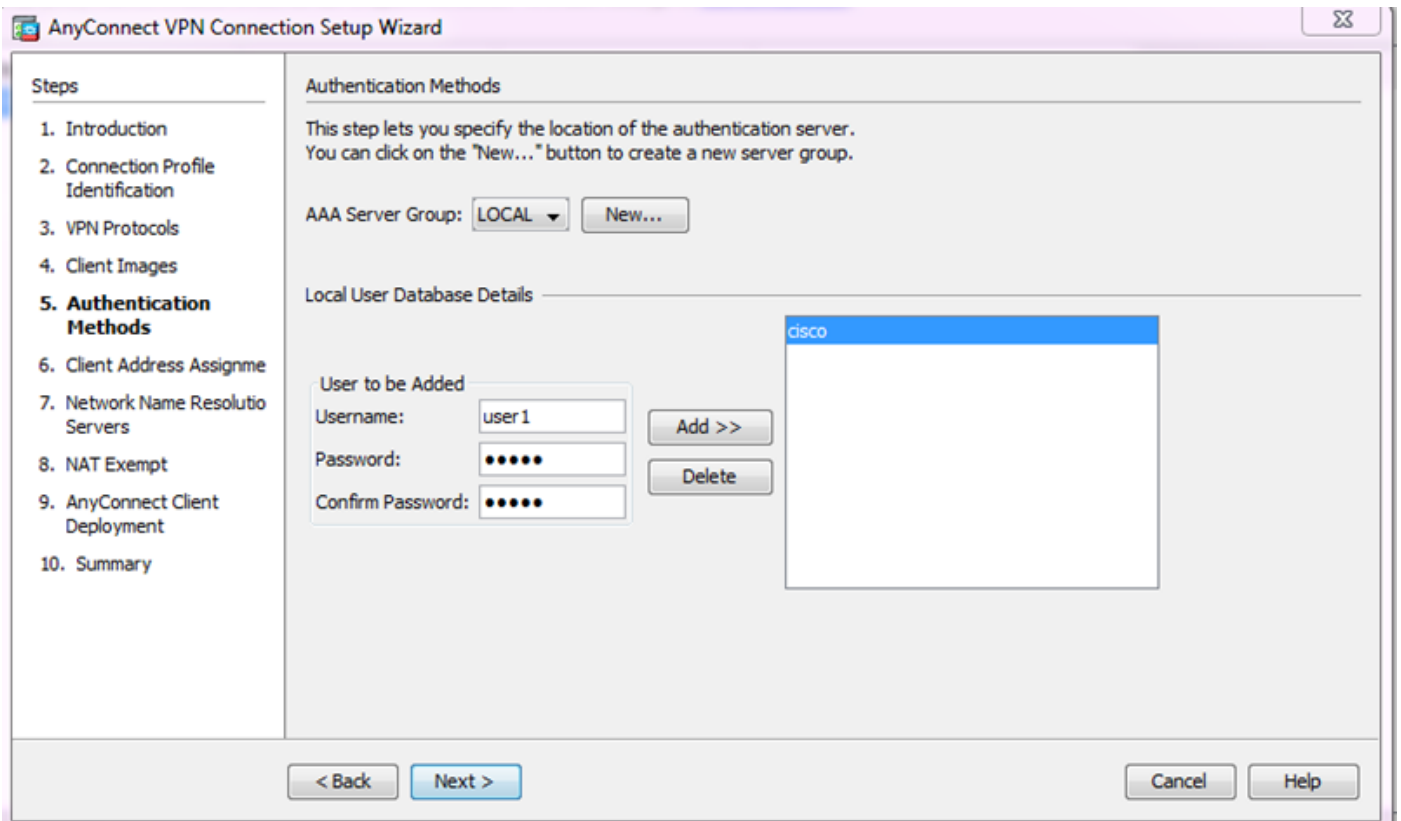 AnyConnect VPN Connection Setup Wizard
Steps
1. Introduction
2. Connection Profile
Identification
3. VPN Protocols
4. Client Images
5. Authentication
Methods
6. Client Address Assignme
7. Network Name Resolutio
Servers
8. NAT Exempt
9. AnyConnect Client
Deployment
10. Summary
Authentication Methods
This step lets you specify the location of the authentication server.
You can click on the "New..." button to create a new server group.
AAA Server Group: LOCAL New...
Local User Database Details
cisco
User to be Added
Username: user1
Password: •••••
Confirm Password: •••••
Add >>
Delete
< Back Next > Cancel Help